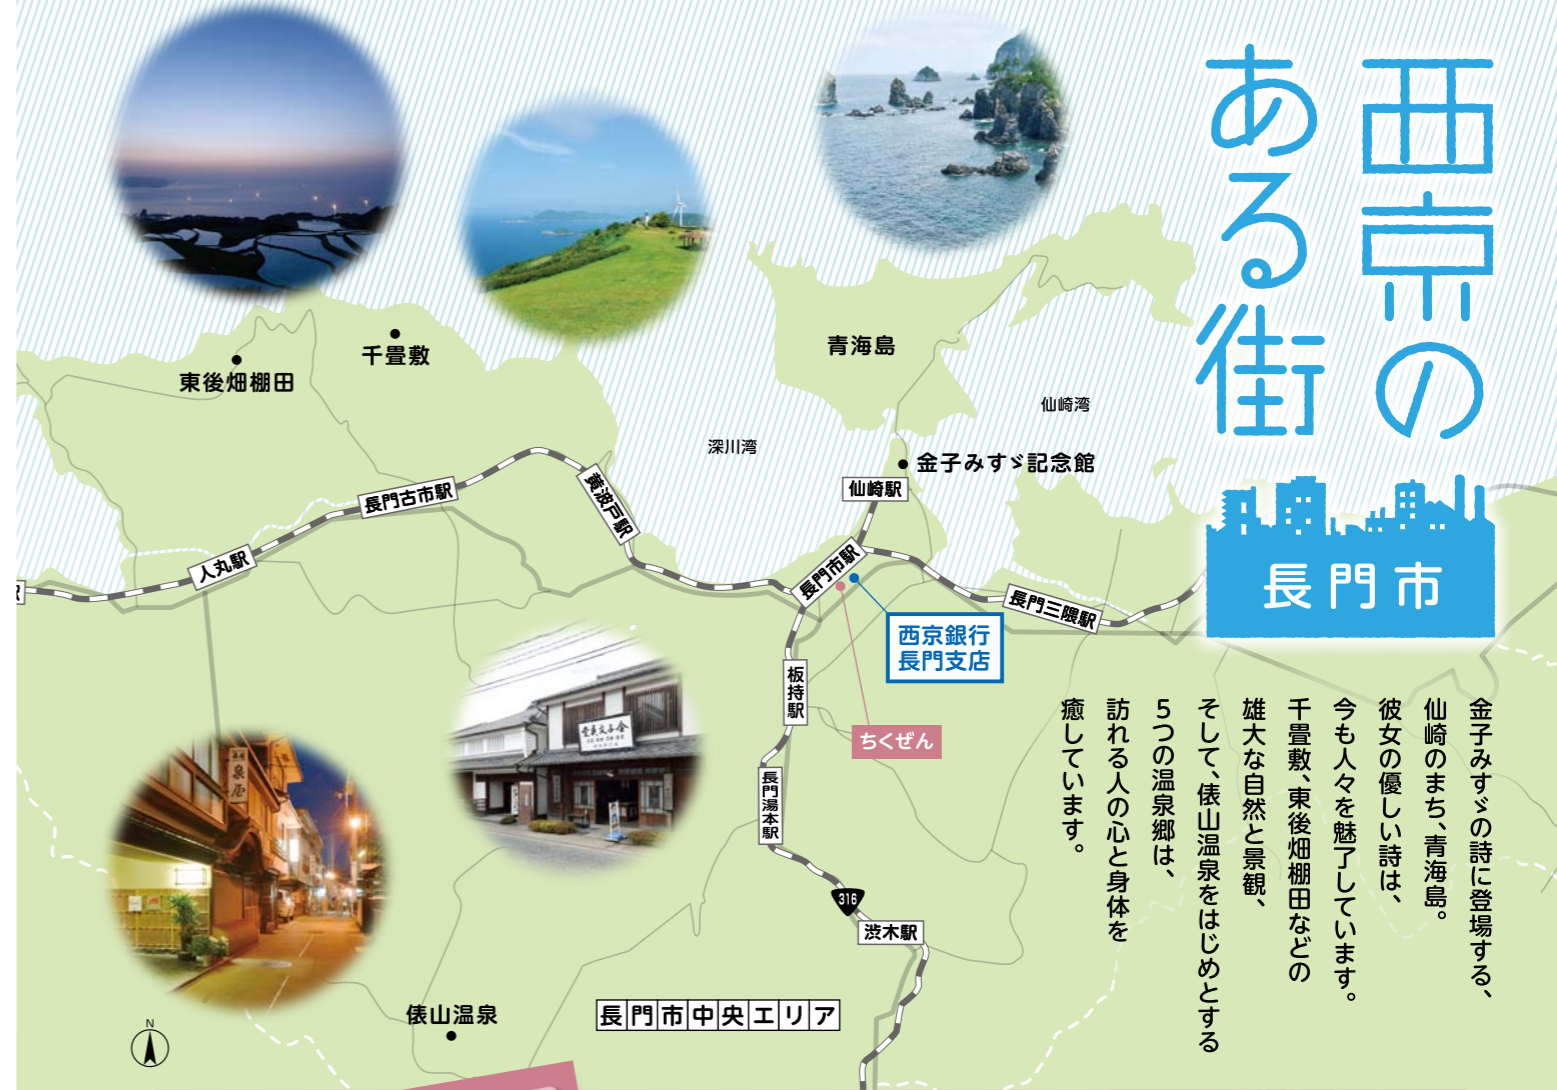 西京の
ある街
長門市
金子みすゞの詩に登場する、
仙崎のまち、青海島。
彼女の優しい詩は、
今も人々を魅了しています。
千畳敷、東後畑棚田などの
雄大な自然と景観、
そして、俵山温泉をはじめとする
5つの温泉郷は、
訪れる人の心と身体を
癒しています。
千畳敷
東後畑棚田
青海島
仙崎湾
深川湾
金子みすゞ記念館
仙崎駅
長門古市駅
黄波戸駅
人丸駅
駅
長門市駅
長門三隅駅
西京銀行
長門支店
板持駅
ちくぜん
金子文英堂
泉屋
長門湯本駅
316
渋木駅
俵山温泉
長門市中央エリア
N